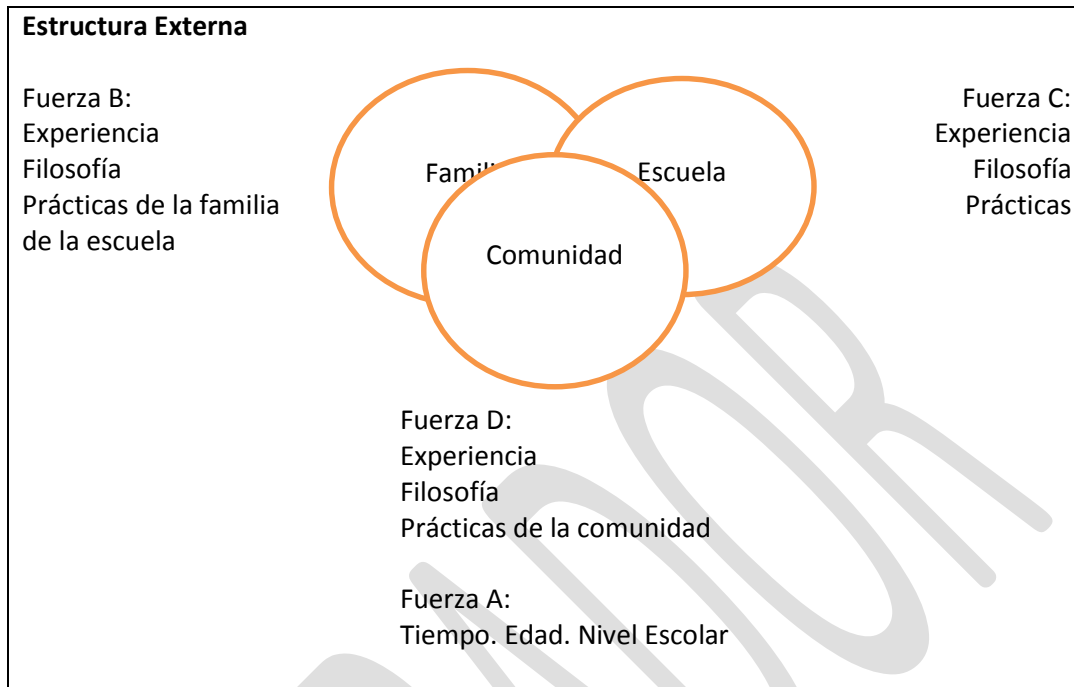 Estructura Externa
Fuerza B:
Experiencia
Filosofía
Prácticas de la familia
de la escuela
Fuerza C:
Experiencia
Filosofía
Prácticas
Famili
Escuela
Comunidad
Fuerza D:
Experiencia
Filosofía
Prácticas de la comunidad
Fuerza A:
Tiempo. Edad. Nivel Escolar